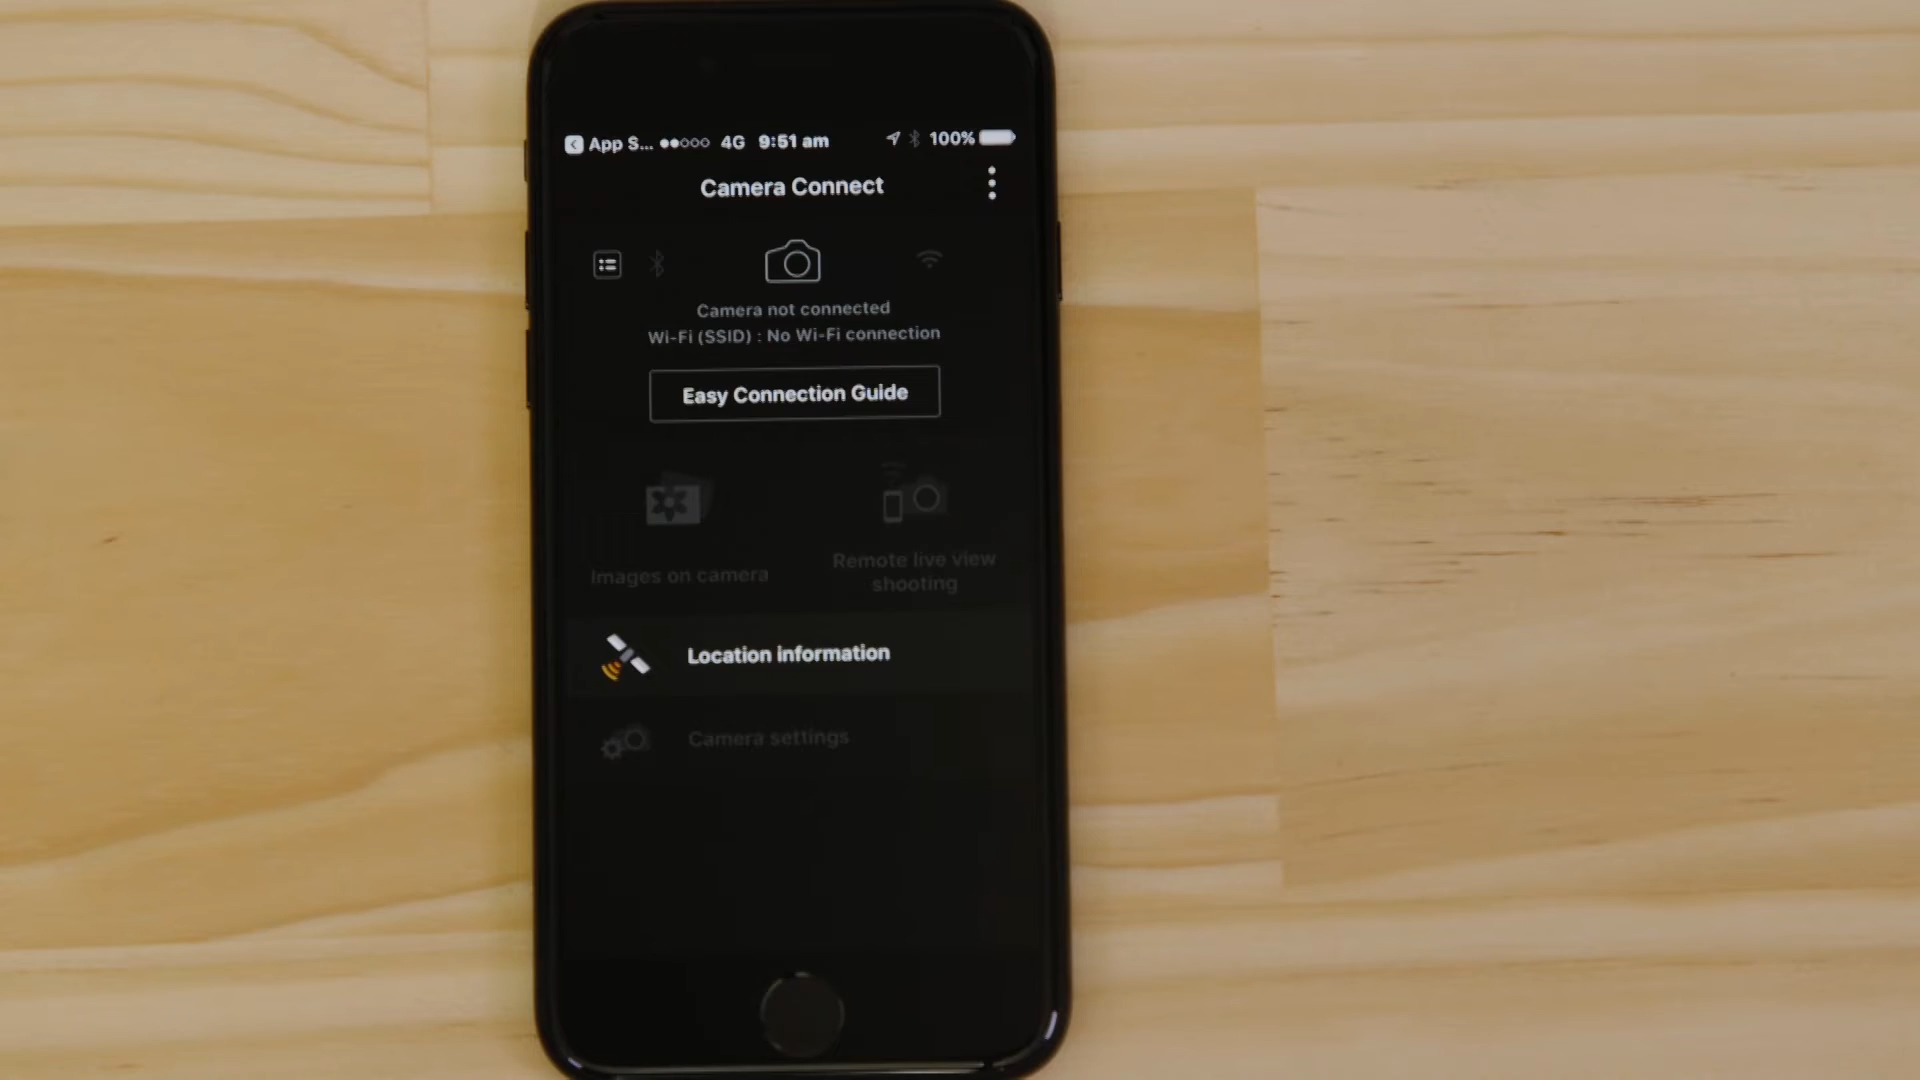 App S... 4G 9:51 am 100%
Camera Connect
Camera not connected
Wi-Fi (SSID) : No Wi-Fi connection
Easy Connection Guide
Images on camera
Remote live view
shooting
Location information
Camera settings